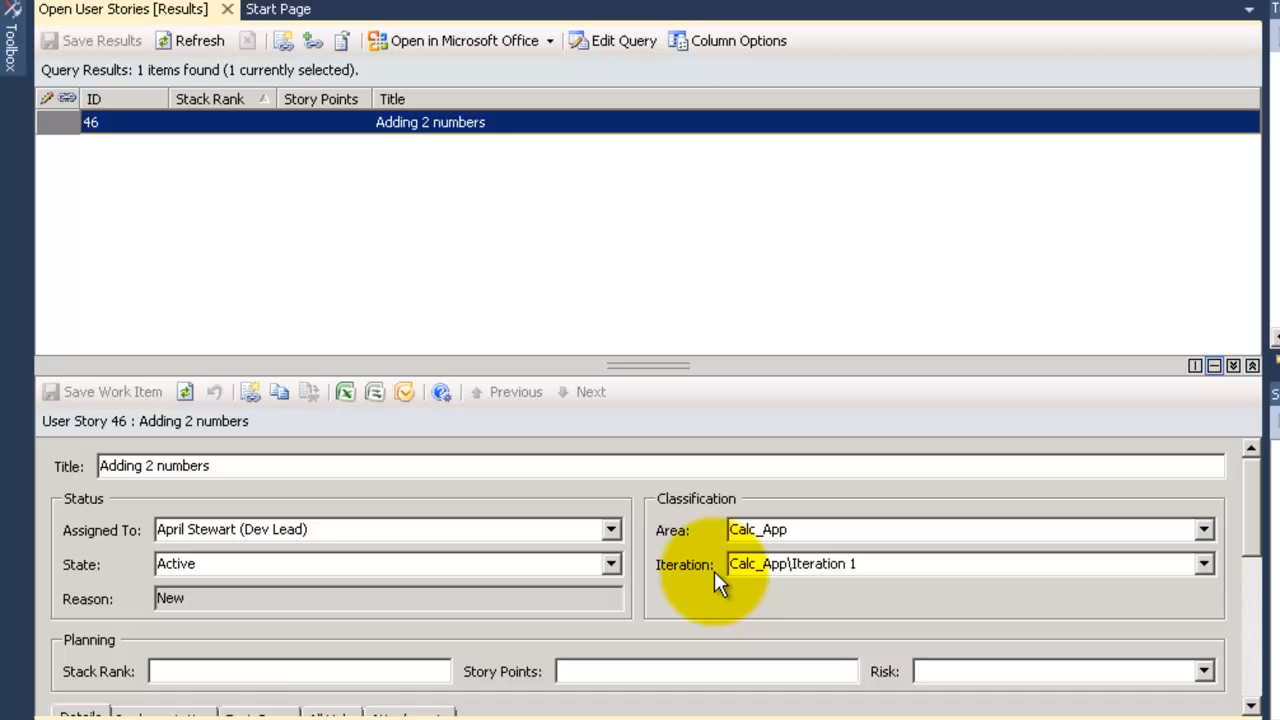 Open User Stories [Results] Start Page
Toolbox
Save Results Refresh Open in Microsoft Office Edit Query Column Options
Query Results: 1 items found (1 currently selected).
ID Stack Rank Story Points Title
46 Adding 2 numbers
Save Work Item Previous Next
User Story 46 : Adding 2 numbers
Title: Adding 2 numbers
Status Classification
Assigned To: April Stewart (Dev Lead) Area: Calc_App
State: Active Iteration: Calc_App\Iteration 1
Reason: New
Planning
Stack Rank: Story Points: Risk:
Details